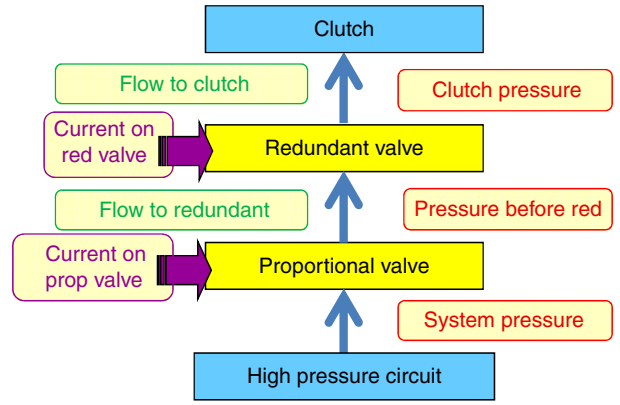 Clutch
Flow to clutch
Clutch pressure
Current on
red valve
Redundant valve
Flow to redundant
Pressure before red
Current on
prop valve
Proportional valve
System pressure
High pressure circuit